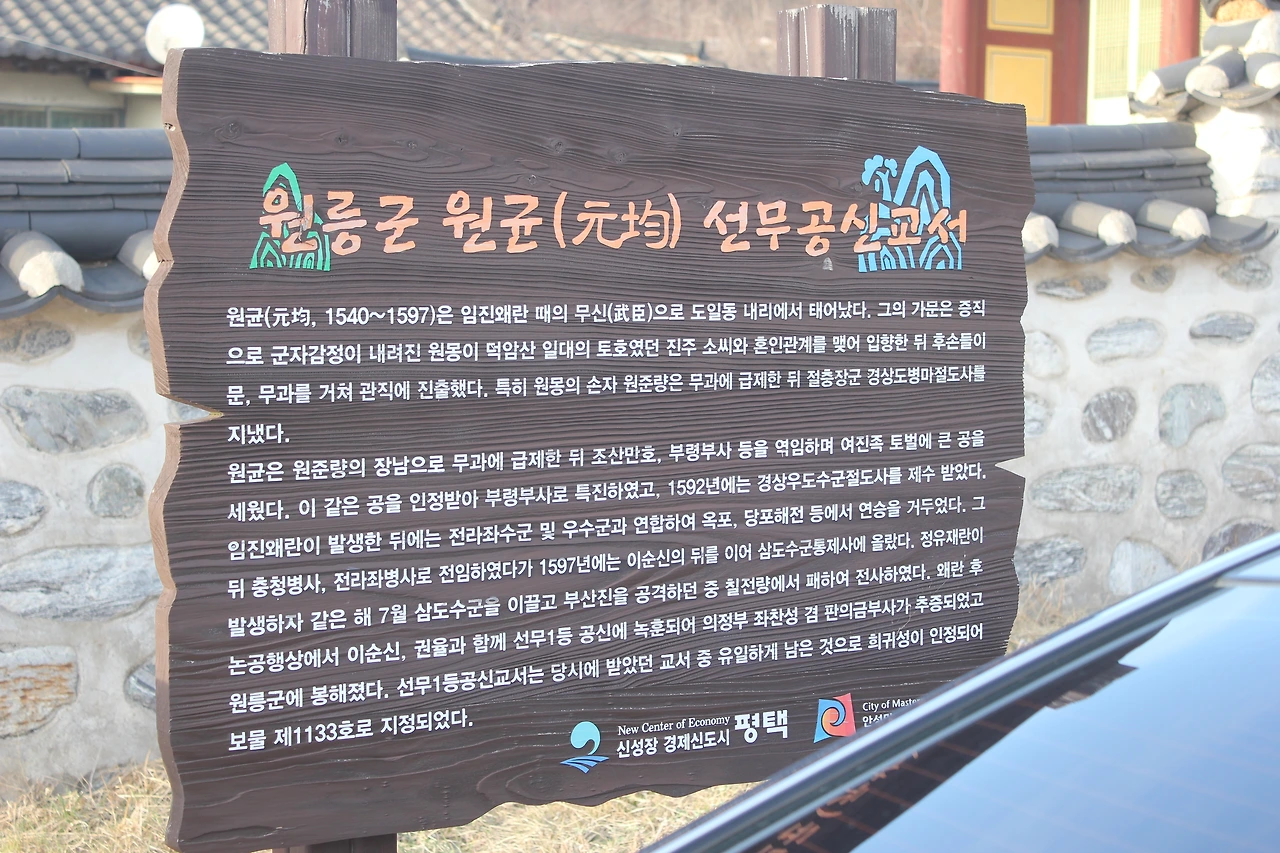 원릉군 원균(元均) 선무공신교서
원균(元均, 1540~1597)은 임진왜란 때의 무신(武臣)으로 도일동 내리에서 태어났다. 그의 가문은 증직
으로 군자감정이 내려진 원몽이 덕암산 일대의 토호였던 진주 소씨와 혼인관계를 맺어 입향한 뒤 후손들이
문, 무과를 거쳐 관직에 진출했다. 특히 원몽의 손자 원준량은 무과에 급제한 뒤 절충장군 경상도병마절도사를
지냈다.
원균은 원준량의 장남으로 무과에 급제한 뒤 조산만호, 부령부사 등을 역임하며 여진족 토벌에 큰 공을
세웠다. 이 같은 공을 인정받아 부령부사로 특진하였고, 1592년에는 경상우도수군절도사를 제수 받았다.
임진왜란이 발생한 뒤에는 전라좌수군 및 우수군과 연합하여 옥포, 당포해전 등에서 연승을 거두었다. 그
뒤 충청병사, 전라좌병사로 전임하였다가 1597년에는 이순신의 뒤를 이어 삼도수군통제사에 올랐다. 정유재란이
발생하자 같은 해 7월 삼도수군을 이끌고 부산진을 공격하던 중 칠전량에서 패하여 전사하였다. 왜란 후
논공행상에서 이순신, 권율과 함께 선무1등 공신에 녹훈되어 의정부 좌찬성 겸 판의금부사가 추증되었고
원릉군에 봉해졌다. 선무1등공신교서는 당시에 받았던 교서 중 유일하게 남은 것으로 희귀성이 인정되어
보물 제1133호로 지정되었다.
New Center of Economy
신성장 경제신도시 평택
City of